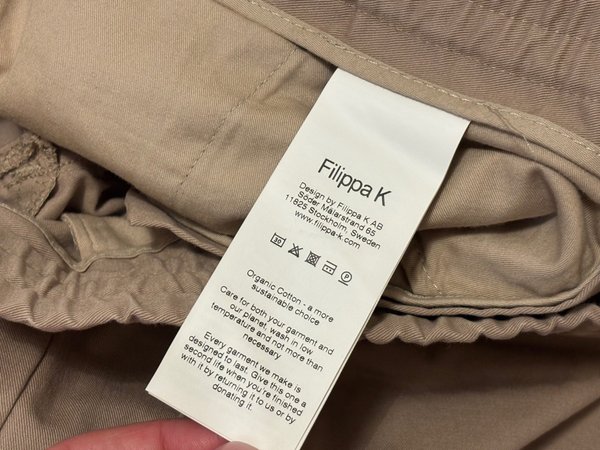 Filippa K
Design by Filippa K AB
Söder Mälarstrand 65
11825 Stockholm, Sweden
www.filippa-k.com
30
P
Organic Cotton - a more
sustainable choice
Care for both your garment and
our planet, wash in low
temperature and not more than
necessary
Every garment we make is
designed to last. Give this one a
second life when you're finished
with it by returning it to us or by
donating it.